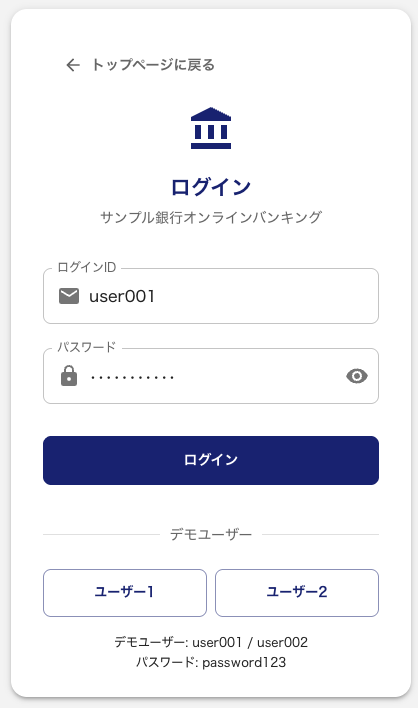 ← トップページに戻る
ログイン
サンプル銀行オンラインバンキング
ログインID
user001
パスワード
・・・・・・・・・・・
ログイン
デモユーザー
ユーザー1 ユーザー2
デモユーザー: user001 / user002
パスワード: password123